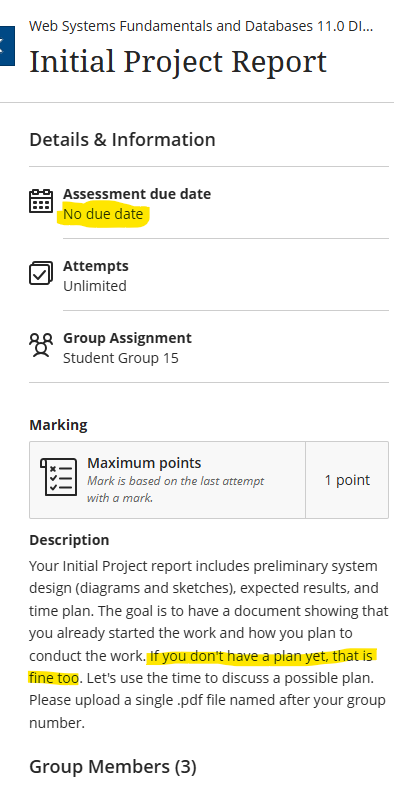 Web Systems Fundamentals and Databases 11.0 DI...
Initial Project Report
Details & Information
Assessment due date
No due date
Attempts
Unlimited
Group Assignment
Student Group 15
Marking
Maximum points
Mark is based on the last attempt
with a mark.
1 point
Description
Your Initial Project report includes preliminary system
design (diagrams and sketches), expected results, and
time plan. The goal is to have a document showing that
you already started the work and how you plan to
conduct the work. If you don't have a plan yet, that is
fine too. Let's use the time to discuss a possible plan.
Please upload a single .pdf file named after your group
number.
Group Members (3)